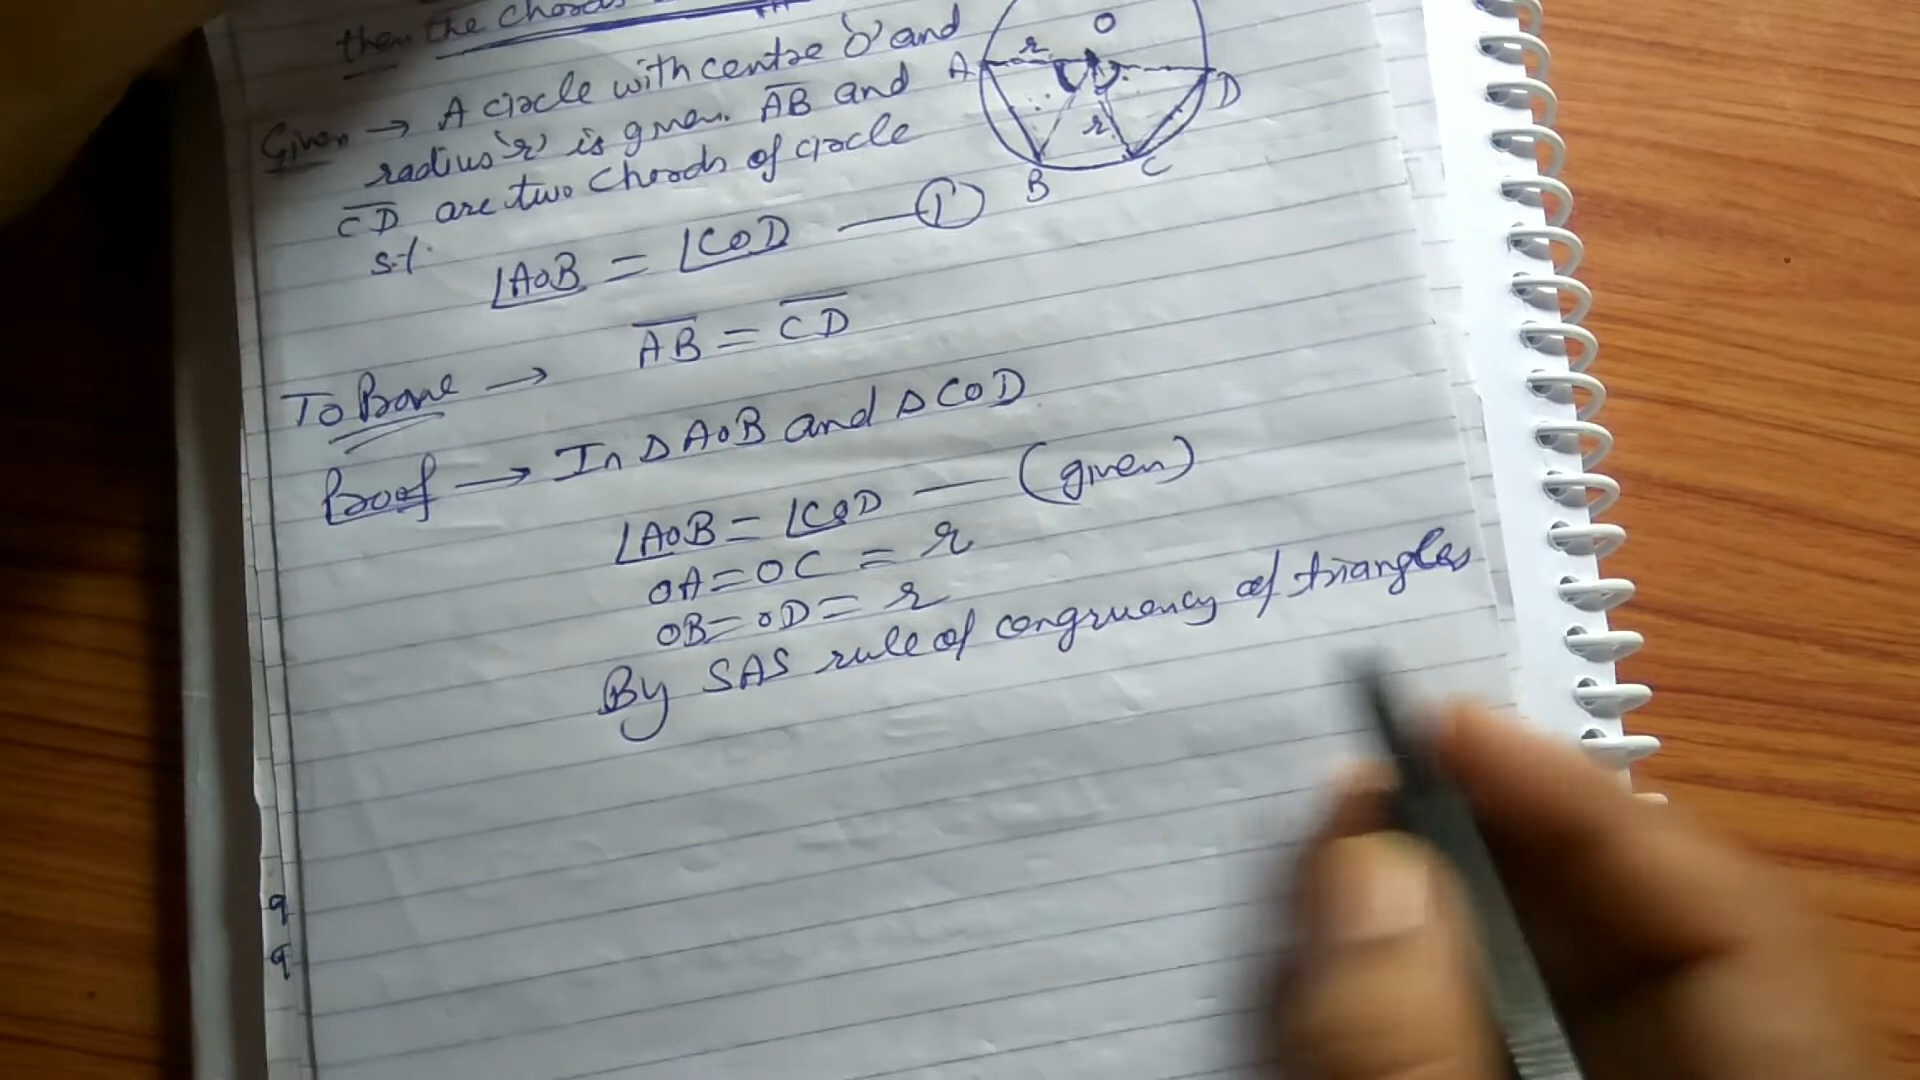 then the chords
Given → A circle with centre 'O' and
radius 'r' is given. AB and
CD are two Chords of circle
s.t.
∠AOB = ∠COD — ①
To Prove → AB = CD
Proof → In ∆ AOB and ∆ COD
∠AOB = ∠COD — (given)
OA = OC = r
OB = OD = r
By SAS rule of congruency of triangles
O
r
A
D
r
B
C
q
q